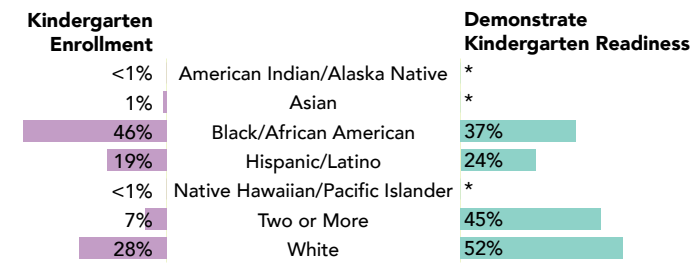 Kindergarten
Enrollment
Demonstrate
Kindergarten Readiness
<1% American Indian/Alaska Native *
1% Asian *
46% Black/African American 37%
19% Hispanic/Latino 24%
<1% Native Hawaiian/Pacific Islander *
7% Two or More 45%
28% White 52%